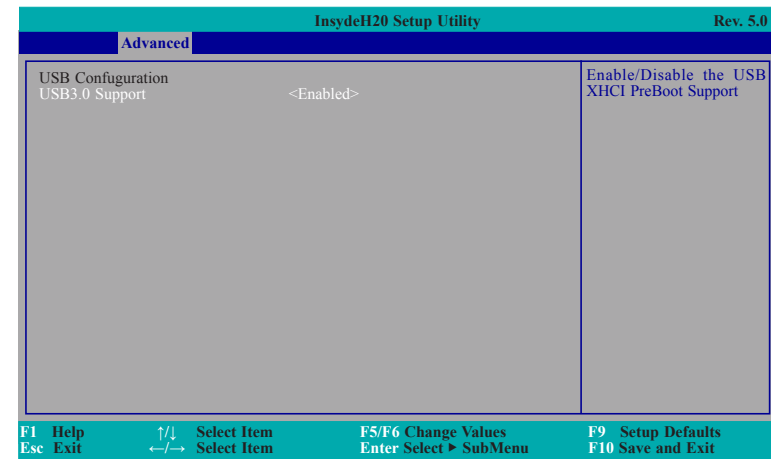 InsydeH20 Setup Utility Rev. 5.0
Advanced
USB Confuguration
USB3.0 Support <Enabled>
Enable/Disable the USB
XHCI PreBoot Support
F1 Help ↑/↓ Select Item F5/F6 Change Values F9 Setup Defaults
Esc Exit ←/→ Select Item Enter Select ► SubMenu F10 Save and Exit